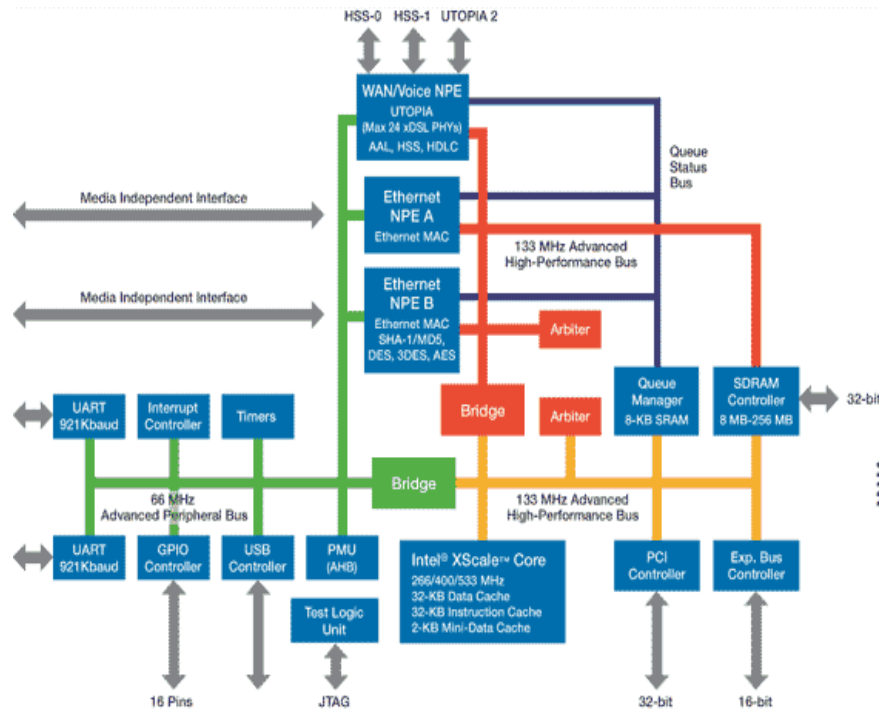 HSS-0
HSS-1
UTOPIA 2
WAN/Voice NPE
UTOPIA
(Max 24 xDSL PHYs)
AAL, HSS, HDLC
Queue
Status
Bus
Media Independent Interface
Ethernet
NPE A
Ethernet MAC
133 MHz Advanced
High-Performance Bus
Media Independent Interface
Ethernet
NPE B
Ethernet MAC
SHA-1/MD5,
DES, 3DES, AES
Arbiter
UART
921Kbaud
Interrupt
Controller
Timers
Bridge
Arbiter
Queue
Manager
8-KB SRAM
SDRAM
Controller
8 MB-256 MB
32-bit
Bridge
66 MHz
Advanced Peripheral Bus
133 MHz Advanced
High-Performance Bus
UART
921Kbaud
GPIO
Controller
USB
Controller
PMU
(AHB)
Intel® XScale™ Core
266/400/533 MHz
32-KB Data Cache
32-KB Instruction Cache
2-KB Mini-Data Cache
PCI
Controller
Exp. Bus
Controller
Test Logic
Unit
16 Pins
JTAG
32-bit
16-bit